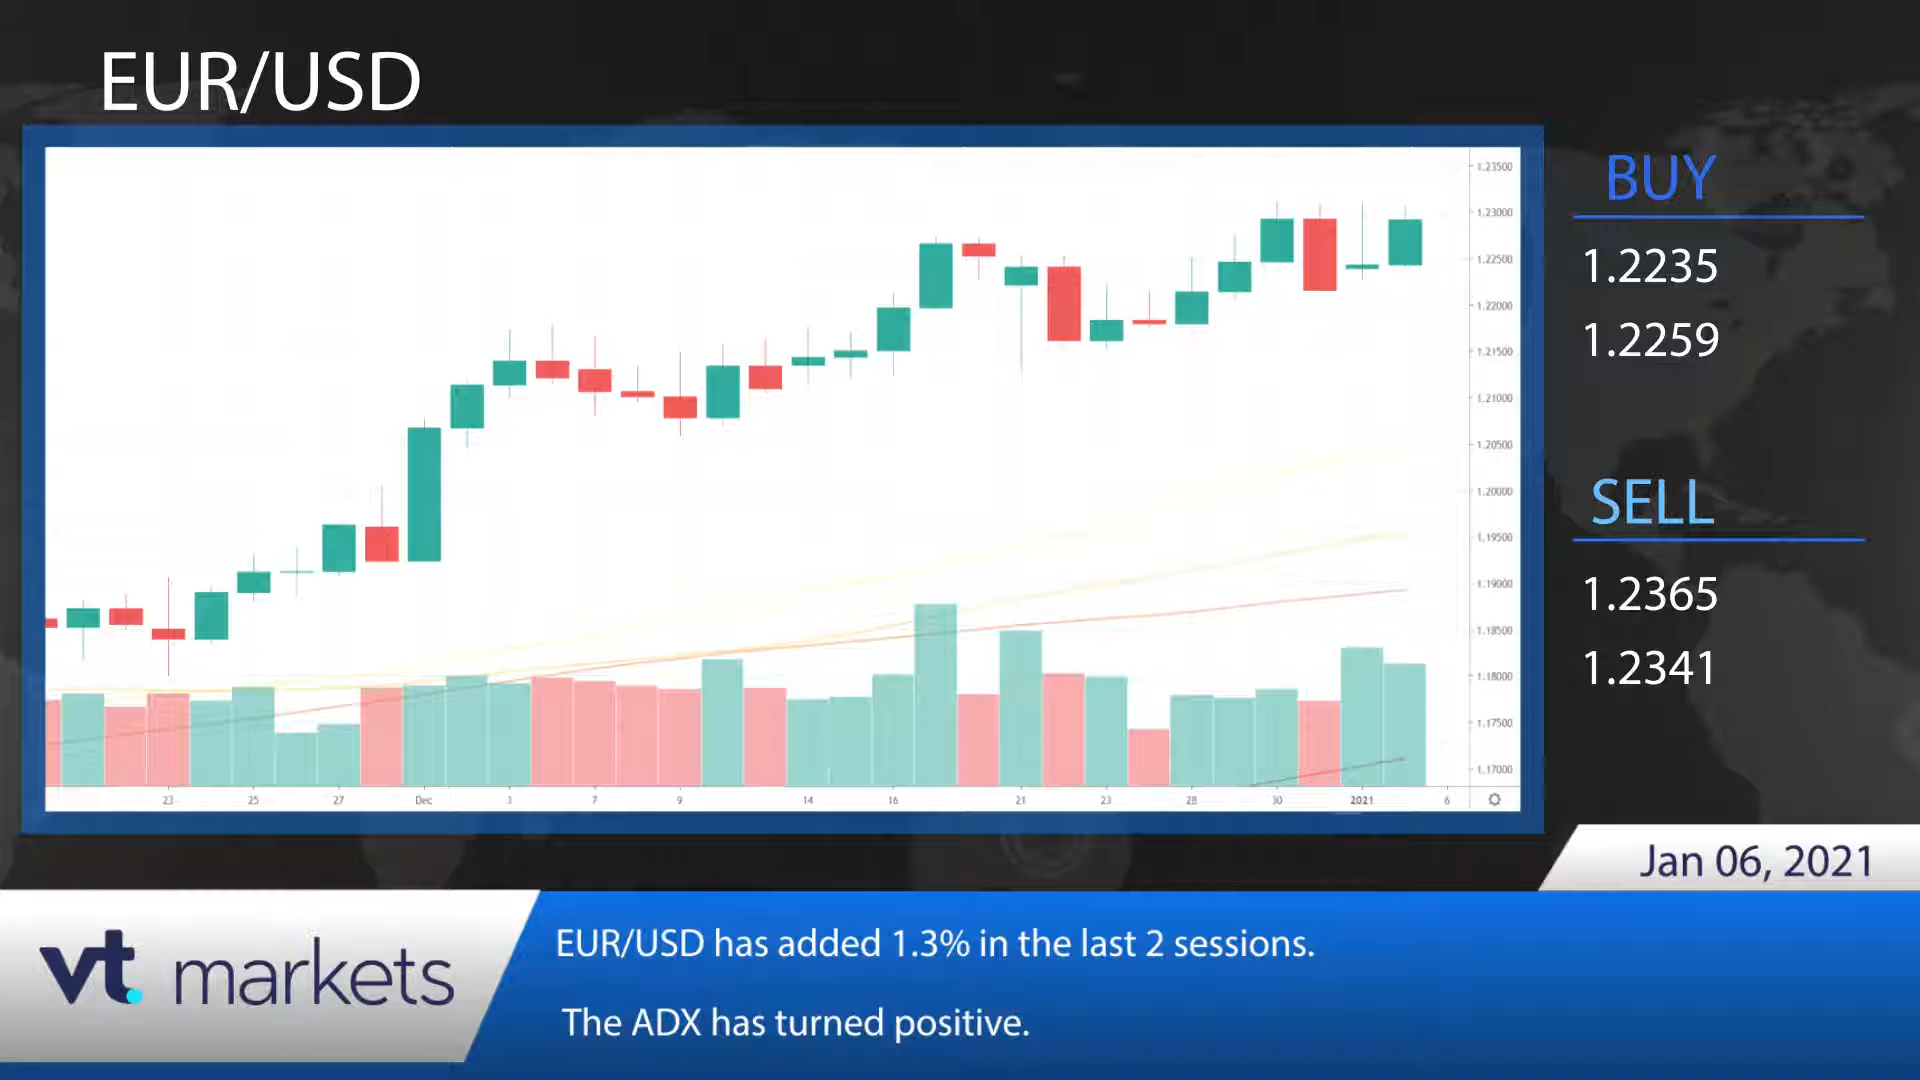 EUR/USD
1.23500
1.23000
1.22500
1.22000
1.21500
1.21000
1.20500
1.20000
1.19500
1.19000
1.18500
1.18000
1.17500
1.17000
23 25 27 Dec 3 7 9 14 16 21 23 28 30 2021 6
BUY
1.2235
1.2259
SELL
1.2365
1.2341
Jan 06, 2021
vt. markets
EUR/USD has added 1.3% in the last 2 sessions.
The ADX has turned positive.